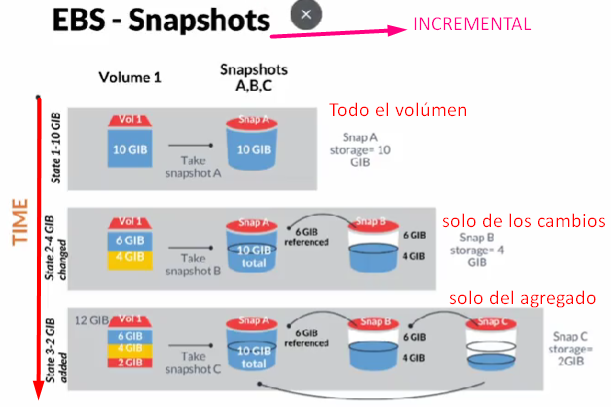 EBS - Snapshots
INCREMENTAL
Volume 1
Snapshots
A,B,C
TIME
State 1-10 GIB
Vol 1
10 GIB
Take
snapshot A
Snap A
10 GIB
Todo el volúmen
Snap A
storage= 10
GIB
State 2-4 GIB
changed
Vol 1
6 GIB
4 GIB
Take
snapshot B
Snap A
10 GIB
total
6GIB
referenced
Snap B
6 GIB
4 GIB
solo de los cambios
Snap B
storage= 4
GIB
solo del agregado
State 3-2 GIB
added
12 GIB
Vol 1
6 GIB
4 GIB
2 GIB
Take
snapshot C
Snap A
10 GIB
total
6GIB
referenced
Snap B
6 GIB
4 GIB
Snap C
Snap C
storage=
2GIB